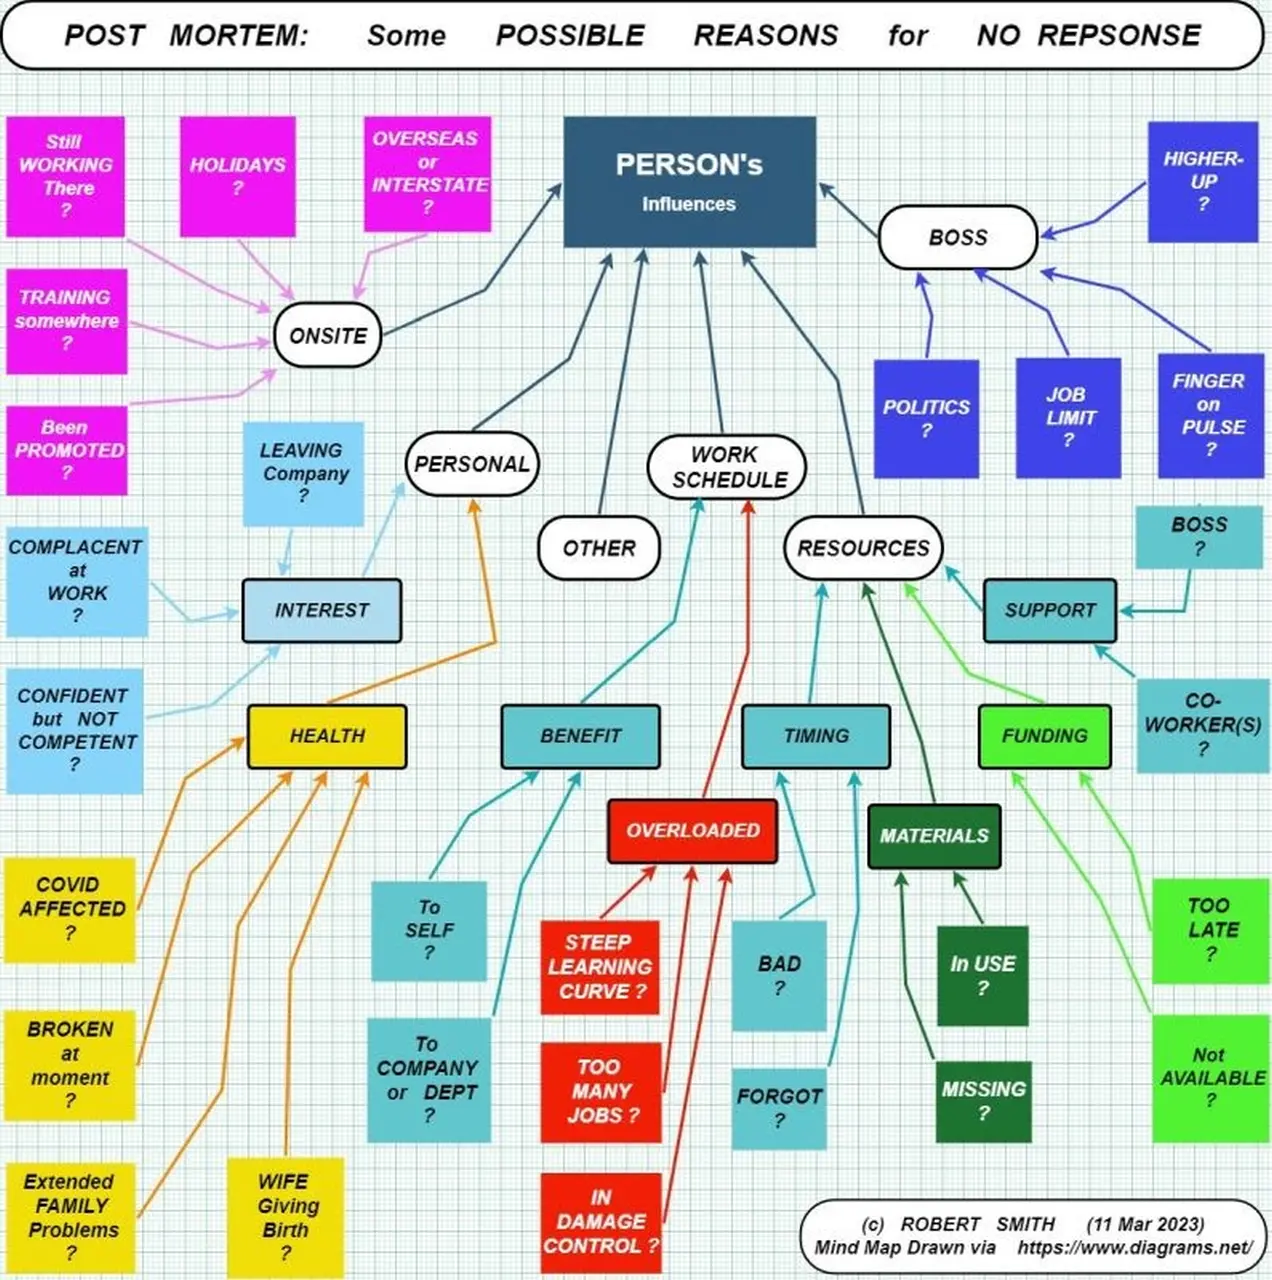 POST MORTEM: Some POSSIBLE REASONS for NO REPSONSE
Still
WORKING
There
?
HOLIDAYS
?
OVERSEAS
or
INTERSTATE
?
PERSON's
Influences
HIGHER-
UP
?
BOSS
TRAINING
somewhere
?
ONSITE
Been
PROMOTED
?
POLITICS
?
JOB
LIMIT
?
FINGER
on
PULSE
?
LEAVING
Company
?
PERSONAL
WORK
SCHEDULE
OTHER
RESOURCES
BOSS
?
COMPLACENT
at
WORK
?
INTEREST
SUPPORT
CONFIDENT
but NOT
COMPETENT
?
HEALTH
BENEFIT
TIMING
FUNDING
CO-
WORKER(S)
?
OVERLOADED
MATERIALS
COVID
AFFECTED
?
To
SELF
?
STEEP
LEARNING
CURVE ?
BAD
?
In USE
?
TOO
LATE
?
BROKEN
at
moment
?
To
COMPANY
or DEPT
?
TOO
MANY
JOBS ?
FORGOT
?
MISSING
?
Not
AVAILABLE
?
Extended
FAMILY
Problems
?
WIFE
Giving
Birth
?
IN
DAMAGE
CONTROL ?
(c) ROBERT SMITH (11 Mar 2023)
Mind Map Drawn via https://www.diagrams.net/